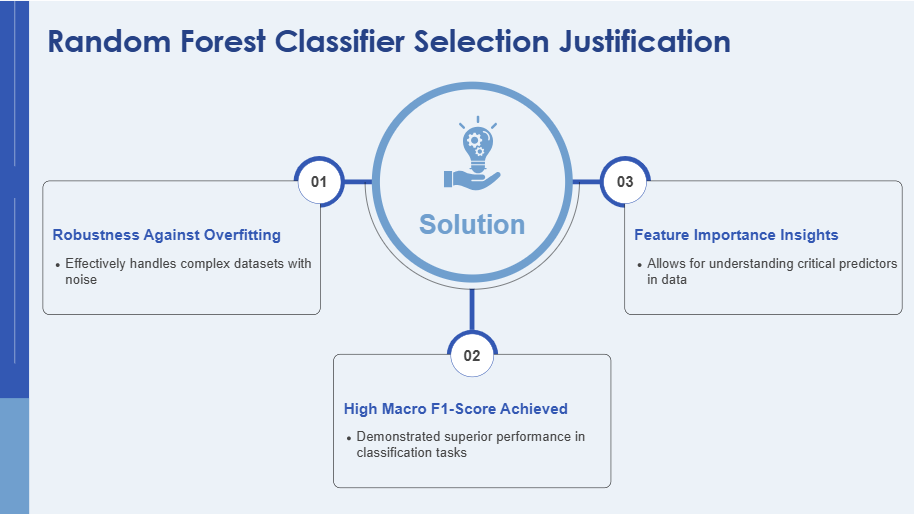 Random Forest Classifier Selection Justification
Solution
01
Robustness Against Overfitting
• Effectively handles complex datasets with
noise
02
High Macro F1-Score Achieved
• Demonstrated superior performance in
classification tasks
03
Feature Importance Insights
• Allows for understanding critical predictors
in data